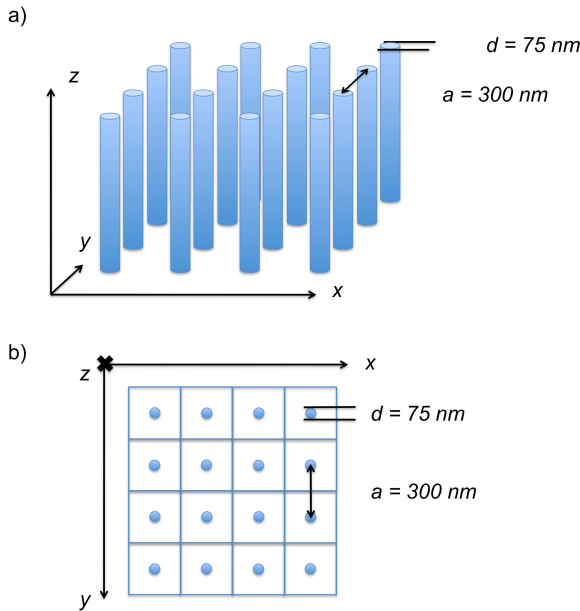 a)
d = 75 nm
z
a = 300 nm
y
x
b)
z
x
d = 75 nm
a = 300 nm
y